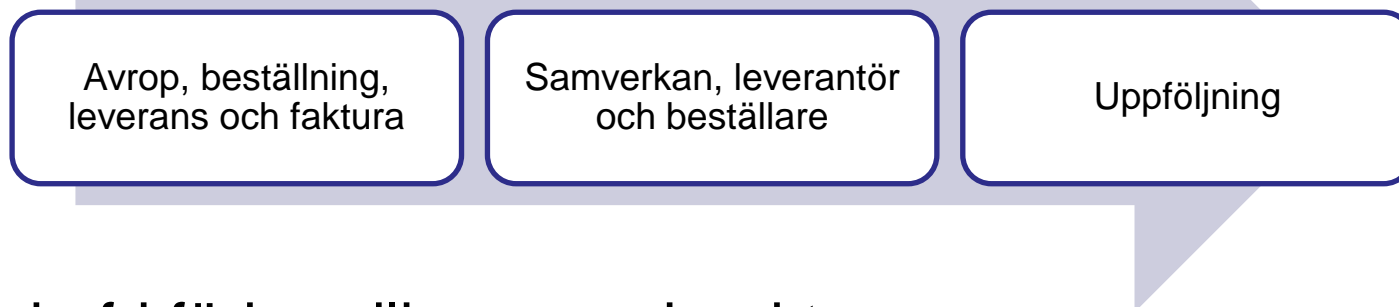 Avrop, beställning,
leverans och faktura
Samverkan, leverantör
och beställare
Uppföljning